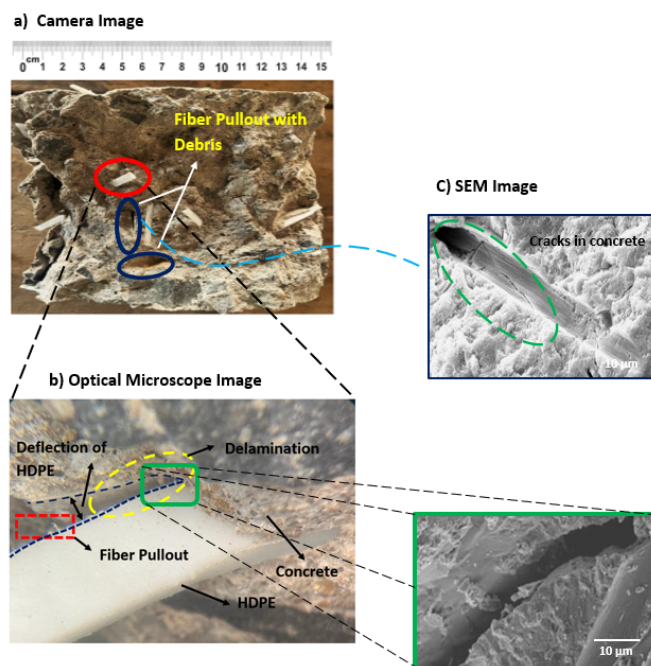 a) Camera Image
0 cm 1 2 3 4 5 6 7 8 9 10 11 12 13 14 15
Fiber Pullout with
Debris
C) SEM Image
Cracks in concrete
10 µm
b) Optical Microscope Image
Deflection of
HDPE
Delamination
Fiber Pullout
Concrete
HDPE
10 µm